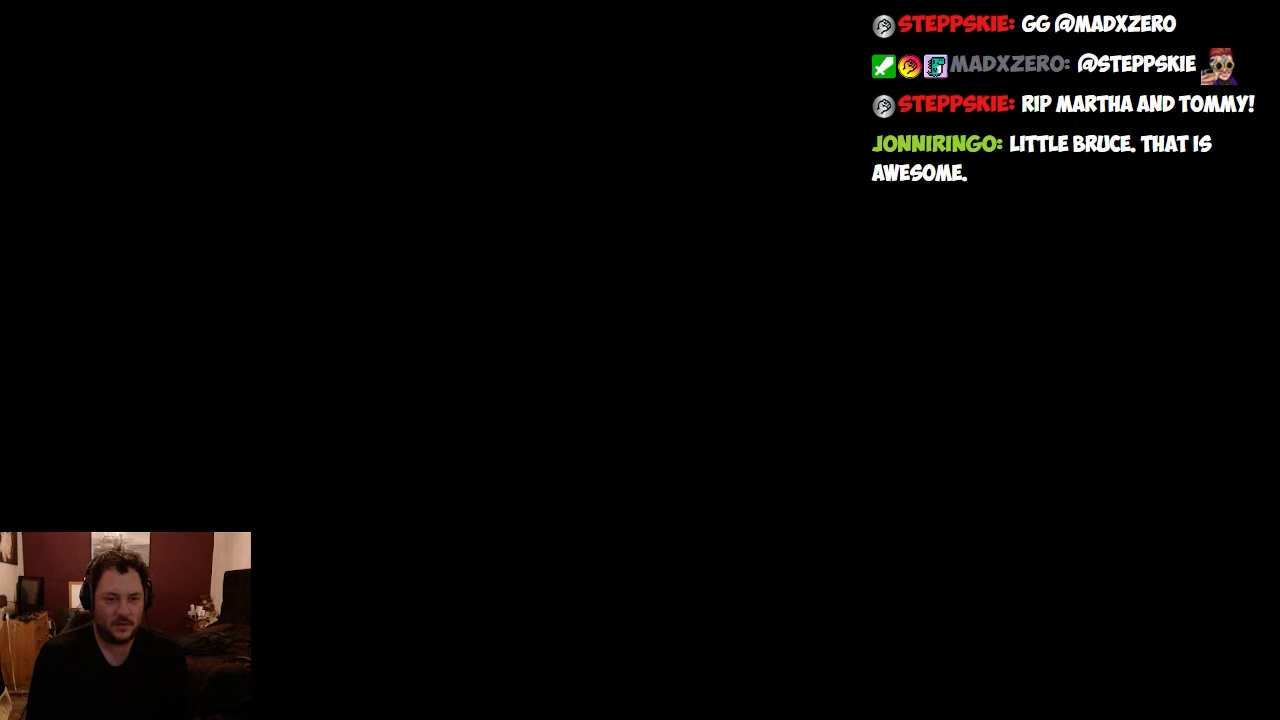 STEPPSKIE: GG @MADXZERO
MADXZERO: @STEPPSKIE
STEPPSKIE: RIP MARTHA AND TOMMY!
JONNIRINGO: LITTLE BRUCE. THAT IS
AWESOME.